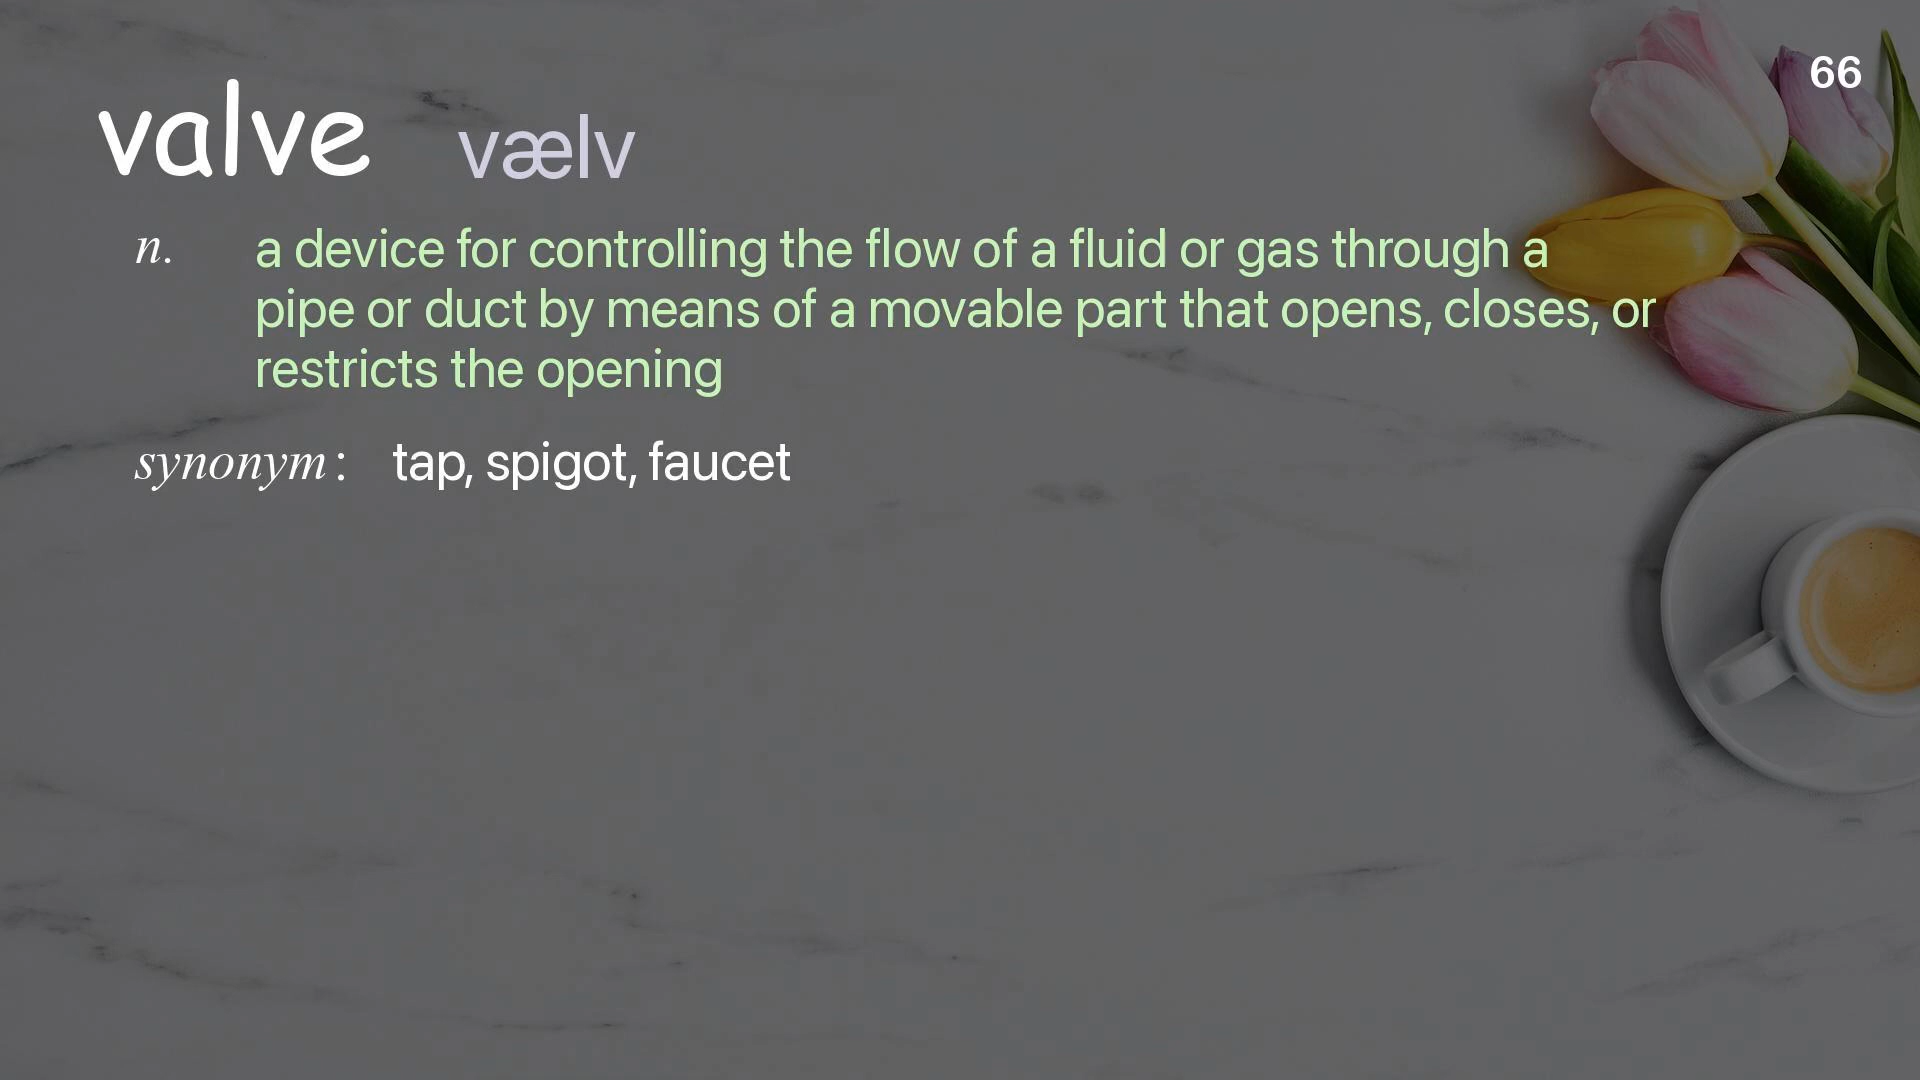 66
valve vælv
n. a device for controlling the flow of a fluid or gas through a
pipe or duct by means of a movable part that opens, closes, or
restricts the opening
synonym: tap, spigot, faucet